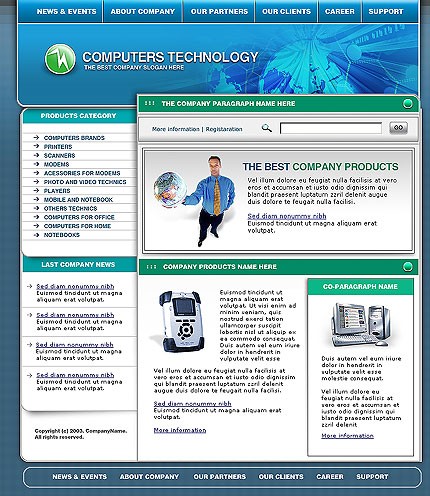 NEWS & EVENTS
ABOUT COMPANY
OUR PARTNERS
OUR CLIENTS
CAREER
SUPPORT
COMPUTERS TECHNOLOGY
THE BEST COMPANY SLOGAN HERE
PRODUCTS CATEGORY
COMPUTERS BRANDS
PRINTERS
SCANNERS
MODEMS
ACESSORIES FOR MODEMS
PHOTO AND VIDEO TECHNICS
PLAYERS
MOBILE AND NOTEBOOK
OTHERS TECHNICS
COMPUTERS FOR OFFICE
COMPUTERS FOR HOME
NOTEBOOKS
LAST COMPANY NEWS
Sed diam nonummy nibh
Euismod tincidunt ut magna
aliquam erat volutpat.
Sed diam nonummy nibh
Euismod tincidunt ut magna
aliquam erat volutpat.
Sed diam nonummy nibh
Euismod tincidunt ut magna
aliquam erat volutpat.
Sed diam nonummy nibh
Euismod tincidunt ut magna
aliquam erat volutpat.
Copyright (c) 2003. CompanyName.
All rights reserved.
THE COMPANY PARAGRAPH NAME HERE
More information | Registaration
GO
THE BEST COMPANY PRODUCTS
Vel illum dolore eu feugiat nulla facilisis at vero
eros et accumsan et iusto odio dignissim qui
blandit praesent luptatum zzril delenit augue
duis dolore te feugait nulla facilisi.
Sed diam nonummy nibh
Euismod tincidunt ut magna
aliquam erat volutpat.
COMPANY PRODUCTS NAME HERE
Euismod tincidunt ut
magna aliquam erat
volutpat. Ut wisi enim ad
minim veniam, quis
nostrud exerci tation
ullamcorper suscipit
lobortis nisl ut aliquip ex
ea commodo consequat.
Duis autem vel eum iriure
dolor in hendrerit in
vulputate velit esse
Vel illum dolore eu feugiat nulla facilisis at
vero eros et accumsan et iusto odio dignissim
qui blandit praesent luptatum zzril delenit
augue duis dolore te feugait nulla facilisi.
Sed diam nonummy nibh
Euismod tincidunt ut magna
aliquam erat volutpat.
More information
CO-PARAGRAPH NAME
Duis autem vel eum iriure
dolor in hendrerit in
vulputate velit esse
molestie consequat.
Vel illum dolore eu
feugiat nulla facilisis at
vero eros et accumsan et
iusto odio dignissim qui
blandit praesent luptatum
zzril delenit
More information
NEWS & EVENTS
ABOUT COMPANY
OUR PARTNERS
OUR CLIENTS
CAREER
SUPPORT